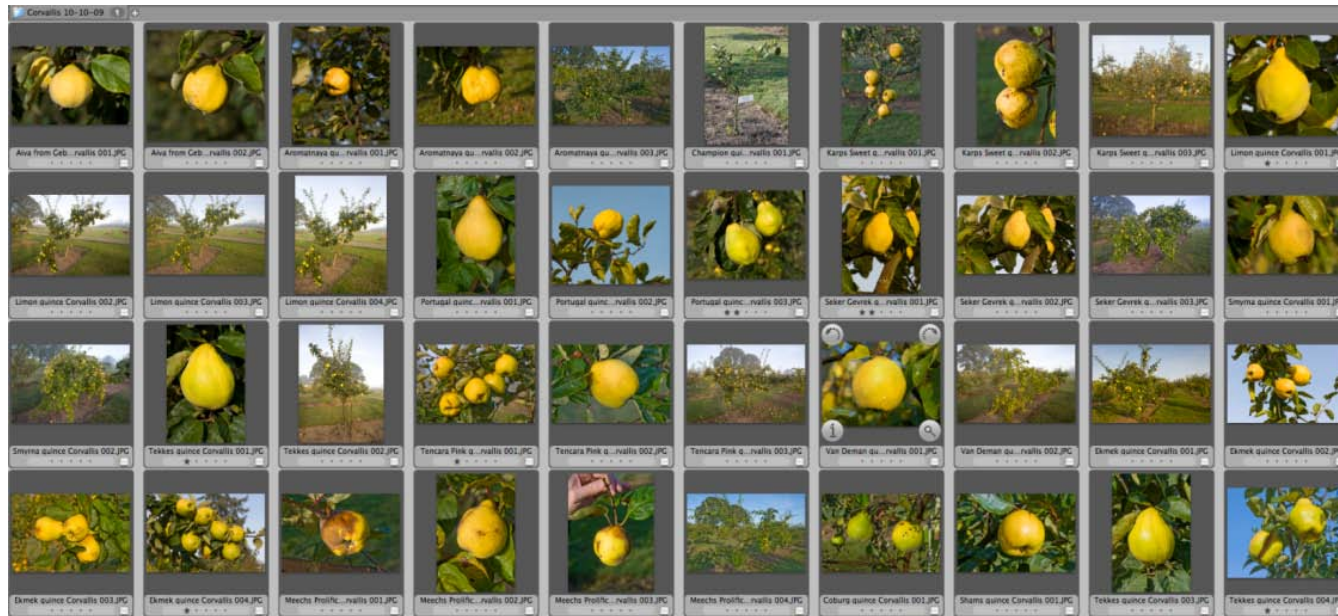 Corvallis 10-10-09
Aiva from Geb...rvallis 001.JPG
Aiva from Geb...rvallis 002.JPG
Aromatnaya qu...rvallis 001.JPG
Aromatnaya qu...rvallis 002.JPG
Aromatnaya qu...rvallis 003.JPG
Champion qui...rvallis 001.JPG
Karps Sweet q...rvallis 001.JPG
Karps Sweet q...rvallis 002.JPG
Karps Sweet q...rvallis 003.JPG
Limon quince Corvallis 001.JPG
Limon quince Corvallis 002.JPG
Limon quince Corvallis 003.JPG
Limon quince Corvallis 004.JPG
Portugal quinc...rvallis 001.JPG
Portugal quinc...rvallis 002.JPG
Portugal quinc...rvallis 003.JPG
Seker Gevrek q...rvallis 001.JPG
Seker Gevrek q...rvallis 002.JPG
Seker Gevrek q...rvallis 003.JPG
Smyrna quince Corvallis 001.JPG
Smyrna quince Corvallis 002.JPG
Tekkes quince Corvallis 001.JPG
Tekkes quince Corvallis 002.JPG
Tencara Pink q...rvallis 001.JPG
Tencara Pink q...rvallis 002.JPG
Tencara Pink q...rvallis 003.JPG
Van Deman qu...rvallis 001.JPG
Van Deman qu...rvallis 002.JPG
Ekmek quince Corvallis 001.JPG
Ekmek quince Corvallis 002.JPG
Ekmek quince Corvallis 003.JPG
Ekmek quince Corvallis 004.JPG
Meechs Prolific...rvallis 001.JPG
Meechs Prolific...rvallis 002.JPG
Meechs Prolific...rvallis 003.JPG
Meechs Prolific...rvallis 004.JPG
Coburg quince Corvallis 001.JPG
Shams quince Corvallis 001.JPG
Tekkes quince Corvallis 003.JPG
Tekkes quince Corvallis 004.JPG